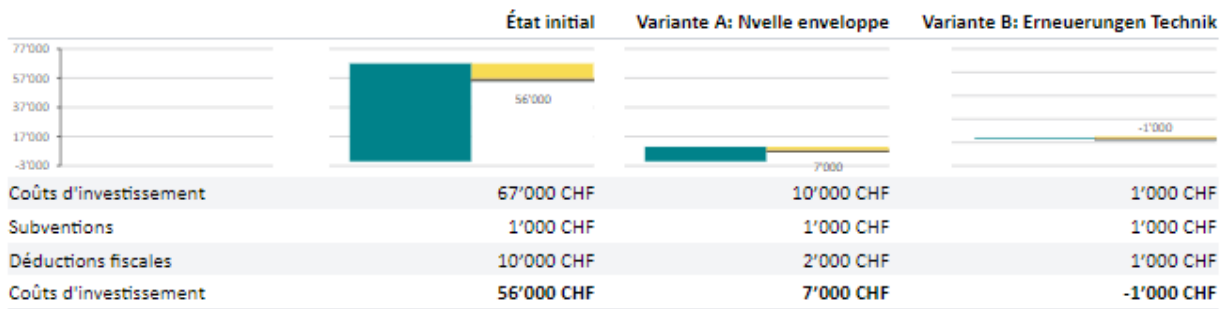 État initial Variante A: Nvelle enveloppe Variante B: Erneuerungen Technik
77'000
57'000
56'000
37'000
17'000
-1'000
-3'000
7'000
Coûts d'investissement 67’000 CHF 10’000 CHF 1’000 CHF
Subventions 1’000 CHF 1’000 CHF 1’000 CHF
Déductions fiscales 10’000 CHF 2’000 CHF 1’000 CHF
Coûts d'investissement 56’000 CHF 7’000 CHF -1’000 CHF